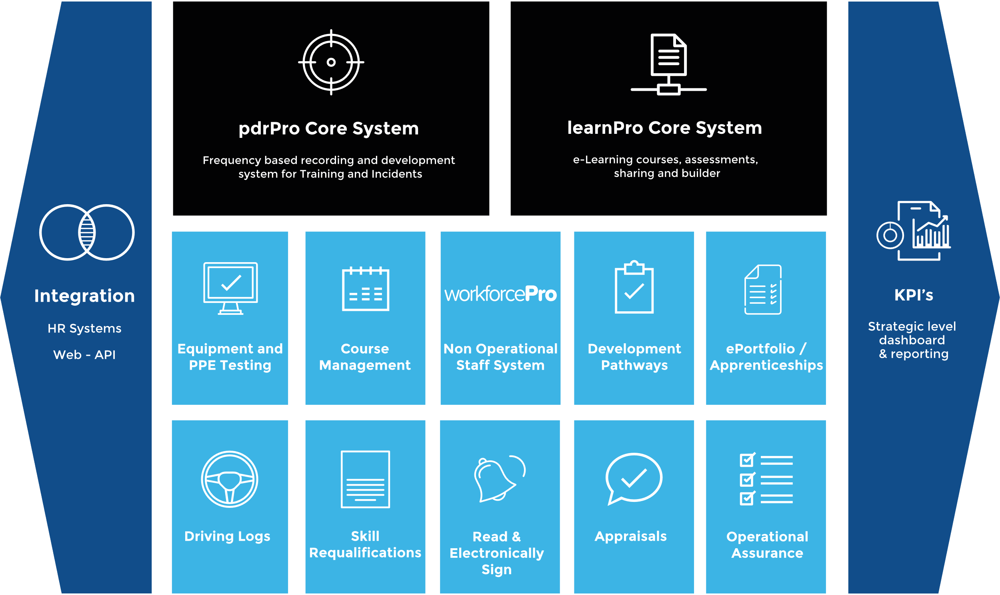 Integration
HR Systems
Web - API
pdrPro Core System
Frequency based recording and development
system for Training and Incidents
learnPro Core System
e-Learning courses, assessments,
sharing and builder
Equipment and
PPE Testing
Course
Management
workforcePro
Non Operational
Staff System
Development
Pathways
ePortfolio /
Apprenticeships
Driving Logs
Skill
Requalifications
Read &
Electronically
Sign
Appraisals
Operational
Assurance
KPI's
Strategic level
dashboard
& reporting